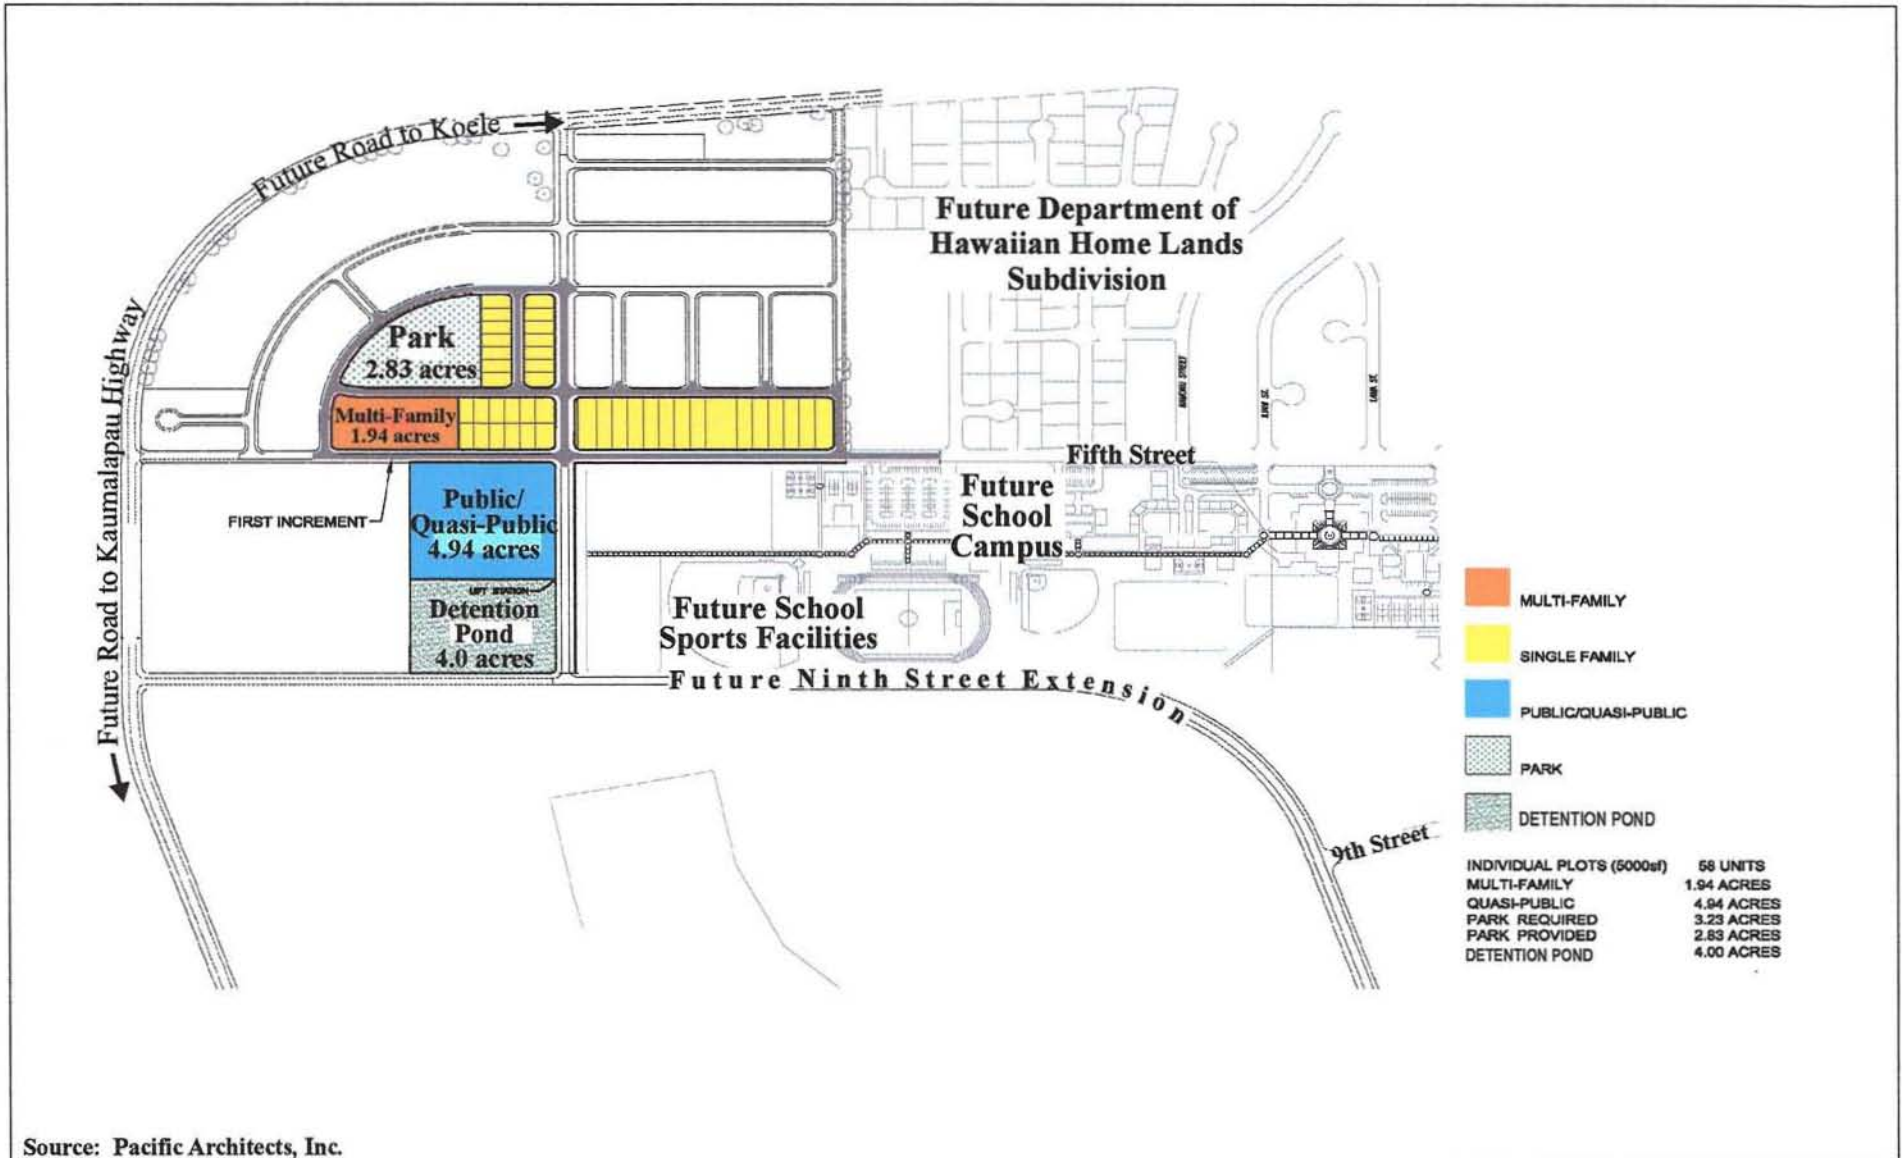 Future Road to Koele
Future Department of
Hawaiian Home Lands
Subdivision
Future Road to Kaumalapau Highway
Park
2.83 acres
Multi-Family
1.94 acres
Fifth Street
FIRST INCREMENT
Public/
Quasi-Public
4.94 acres
LIFT STATION
Detention
Pond
4.0 acres
Future
School
Campus
Future School
Sports Facilities
Future Ninth Street Extension
9th Street
MULTI-FAMILY
SINGLE FAMILY
PUBLIC/QUASI-PUBLIC
PARK
DETENTION POND
INDIVIDUAL PLOTS (5000sf) 58 UNITS
MULTI-FAMILY 1.94 ACRES
QUASI-PUBLIC 4.94 ACRES
PARK REQUIRED 3.23 ACRES
PARK PROVIDED 2.83 ACRES
DETENTION POND 4.00 ACRES
Source: Pacific Architects, Inc.